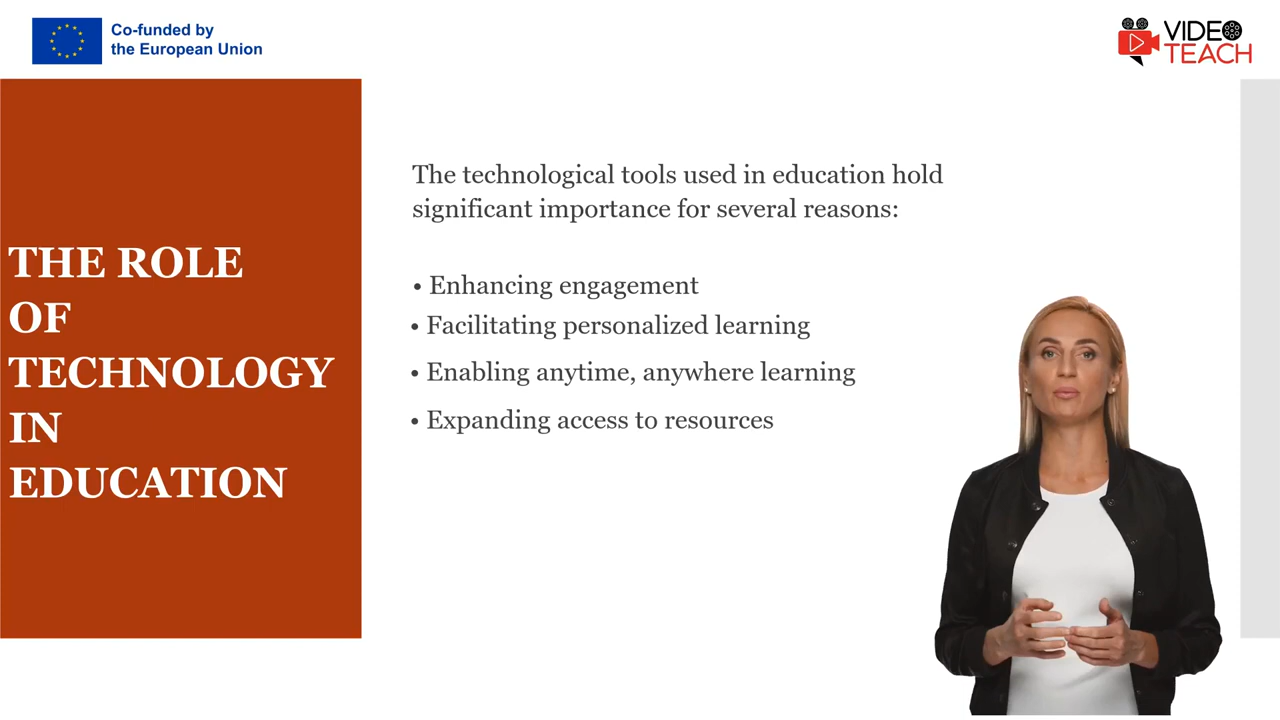 Co-funded by
the European Union
VIDEO
TEACH
THE ROLE
OF
TECHNOLOGY
IN
EDUCATION
The technological tools used in education hold
significant importance for several reasons:
• Enhancing engagement
• Facilitating personalized learning
• Enabling anytime, anywhere learning
• Expanding access to resources